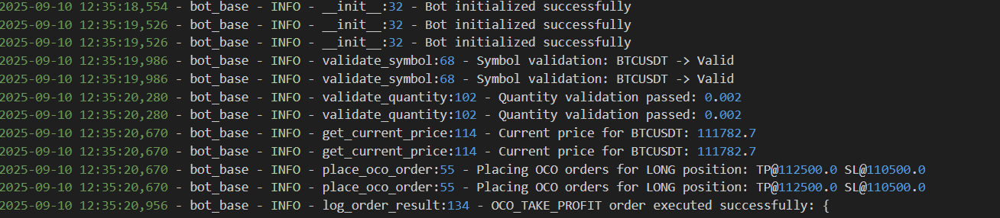 2025-09-10 12:35:18,554 - bot_base - INFO - __init__:32 - Bot initialized successfully
2025-09-10 12:35:19,526 - bot_base - INFO - __init__:32 - Bot initialized successfully
2025-09-10 12:35:19,526 - bot_base - INFO - __init__:32 - Bot initialized successfully
2025-09-10 12:35:19,986 - bot_base - INFO - validate_symbol:68 - Symbol validation: BTCUSDT -> Valid
2025-09-10 12:35:19,986 - bot_base - INFO - validate_symbol:68 - Symbol validation: BTCUSDT -> Valid
2025-09-10 12:35:20,280 - bot_base - INFO - validate_quantity:102 - Quantity validation passed: 0.002
2025-09-10 12:35:20,280 - bot_base - INFO - validate_quantity:102 - Quantity validation passed: 0.002
2025-09-10 12:35:20,670 - bot_base - INFO - get_current_price:114 - Current price for BTCUSDT: 111782.7
2025-09-10 12:35:20,670 - bot_base - INFO - get_current_price:114 - Current price for BTCUSDT: 111782.7
2025-09-10 12:35:20,670 - bot_base - INFO - place_oco_order:55 - Placing OCO orders for LONG position: TP@112500.0 SL@110500.0
2025-09-10 12:35:20,670 - bot_base - INFO - place_oco_order:55 - Placing OCO orders for LONG position: TP@112500.0 SL@110500.0
2025-09-10 12:35:20,956 - bot_base - INFO - log_order_result:134 - OCO_TAKE_PROFIT order executed successfully: {